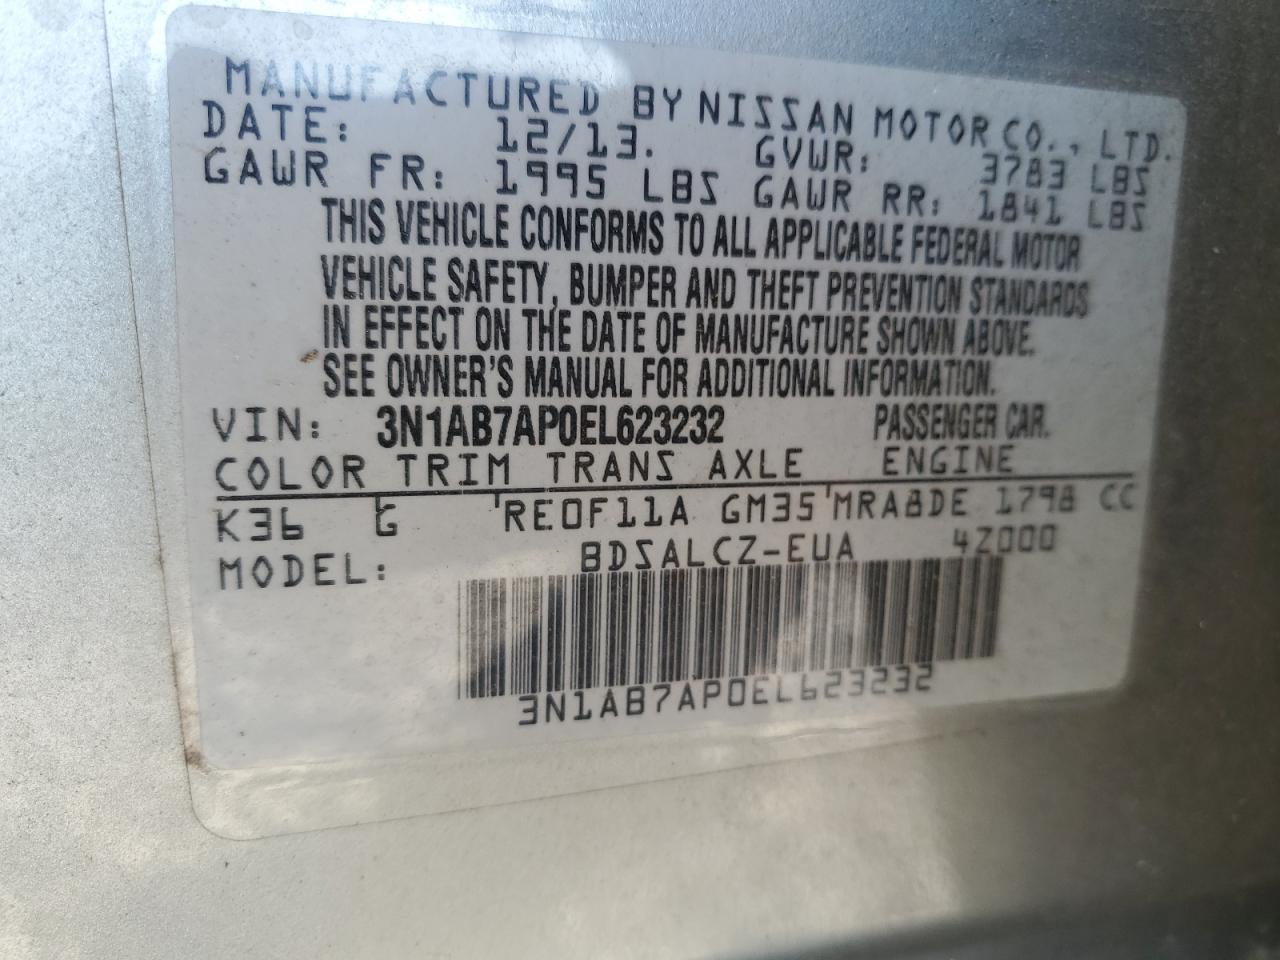 MANUFACTURED BY NISSAN MOTOR CO., LTD.
DATE: 12/13. GVWR: 3783 LBS
GAWR FR: 1995 LBS GAWR RR: 1841 LBS
THIS VEHICLE CONFORMS TO ALL APPLICABLE FEDERAL MOTOR
VEHICLE SAFETY, BUMPER AND THEFT PREVENTION STANDARDS
IN EFFECT ON THE DATE OF MANUFACTURE SHOWN ABOVE.
SEE OWNER'S MANUAL FOR ADDITIONAL INFORMATION.
VIN: 3N1AB7AP0EL623232 PASSENGER CAR.
COLOR TRIM TRANS AXLE ENGINE
K36 G RE0F11A GM35 MRA8DE 1798 CC
MODEL: BDSALCZ-EUA 4Z000
3N1AB7AP0EL623232